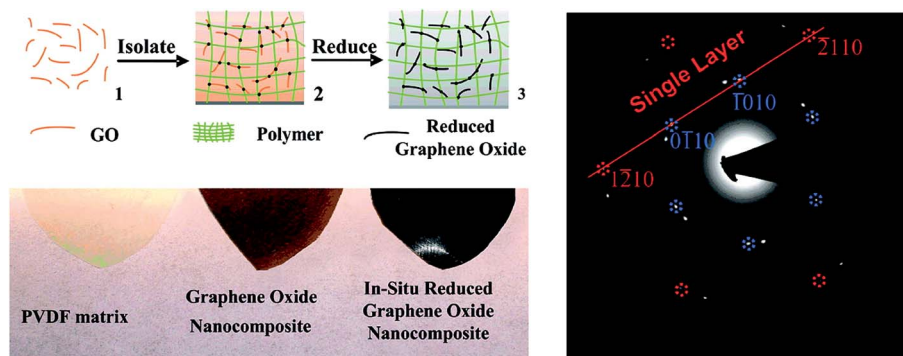 Isolate
Reduce
1
2
3
GO
Polymer
Reduced
Graphene Oxide
PVDF matrix
Graphene Oxide
Nanocomposite
In-Situ Reduced
Graphene Oxide
Nanocomposite
Single Layer
2̅110
1̅010
01̅10
12̅10